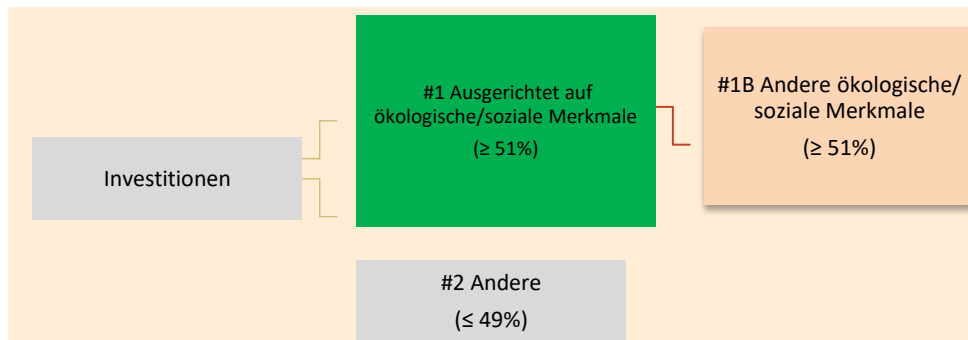 Investitionen
#1 Ausgerichtet auf
ökologische/soziale Merkmale
(≥ 51%)
#1B Andere ökologische/
soziale Merkmale
(≥ 51%)
#2 Andere
(≤ 49%)